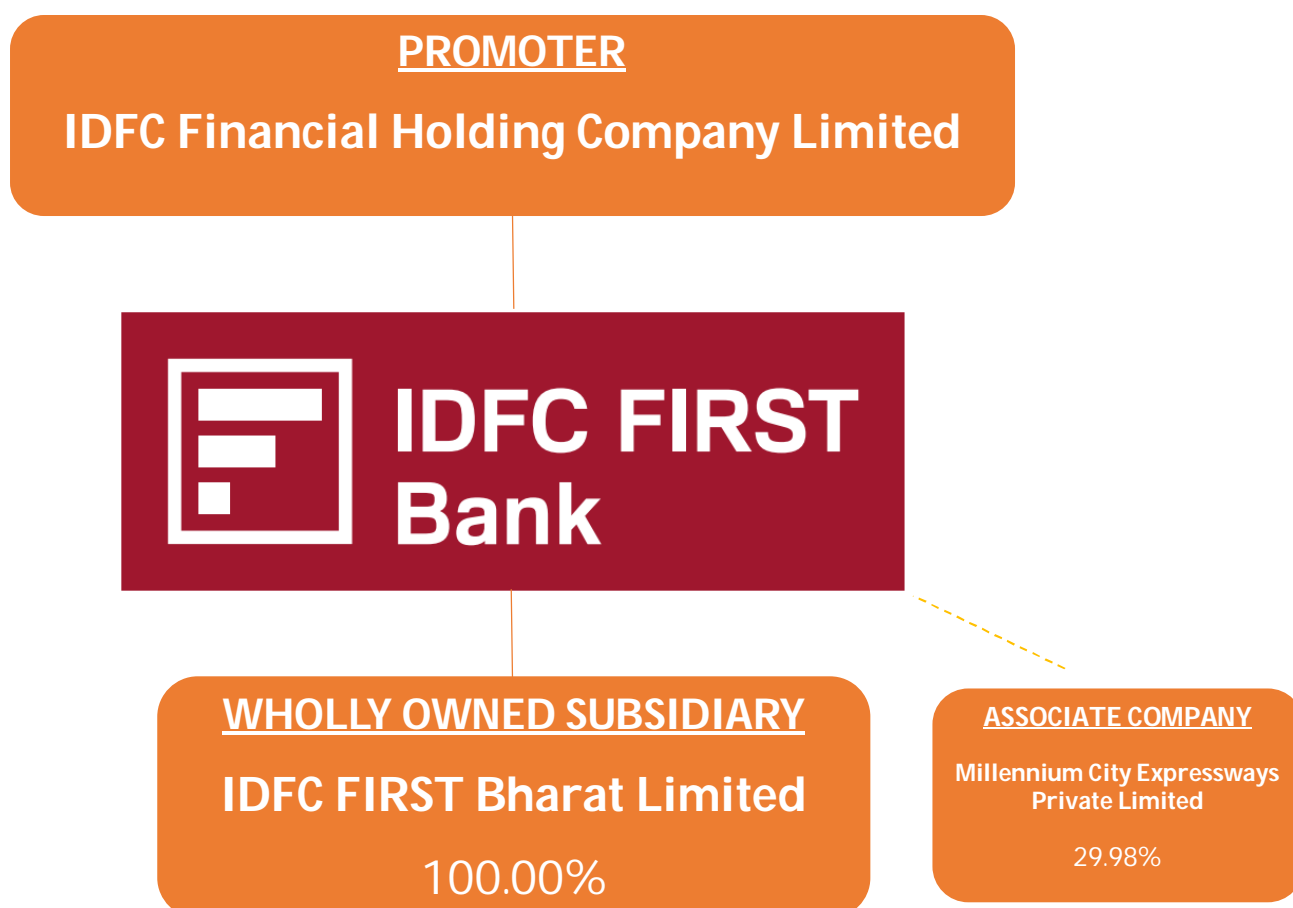 PROMOTER
IDFC Financial Holding Company Limited
IDFC FIRST
Bank
WHOLLY OWNED SUBSIDIARY
IDFC FIRST Bharat Limited
100.00%
ASSOCIATE COMPANY
Millennium City Expressways
Private Limited
29.98%